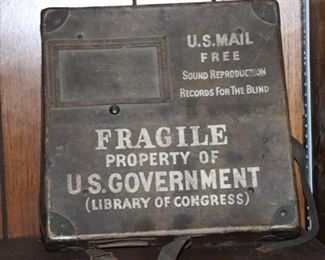 U.S. MAIL
FREE
SOUND REPRODUCTION
RECORDS FOR THE BLIND
FRAGILE
PROPERTY OF
U.S. GOVERNMENT
(LIBRARY OF CONGRESS)